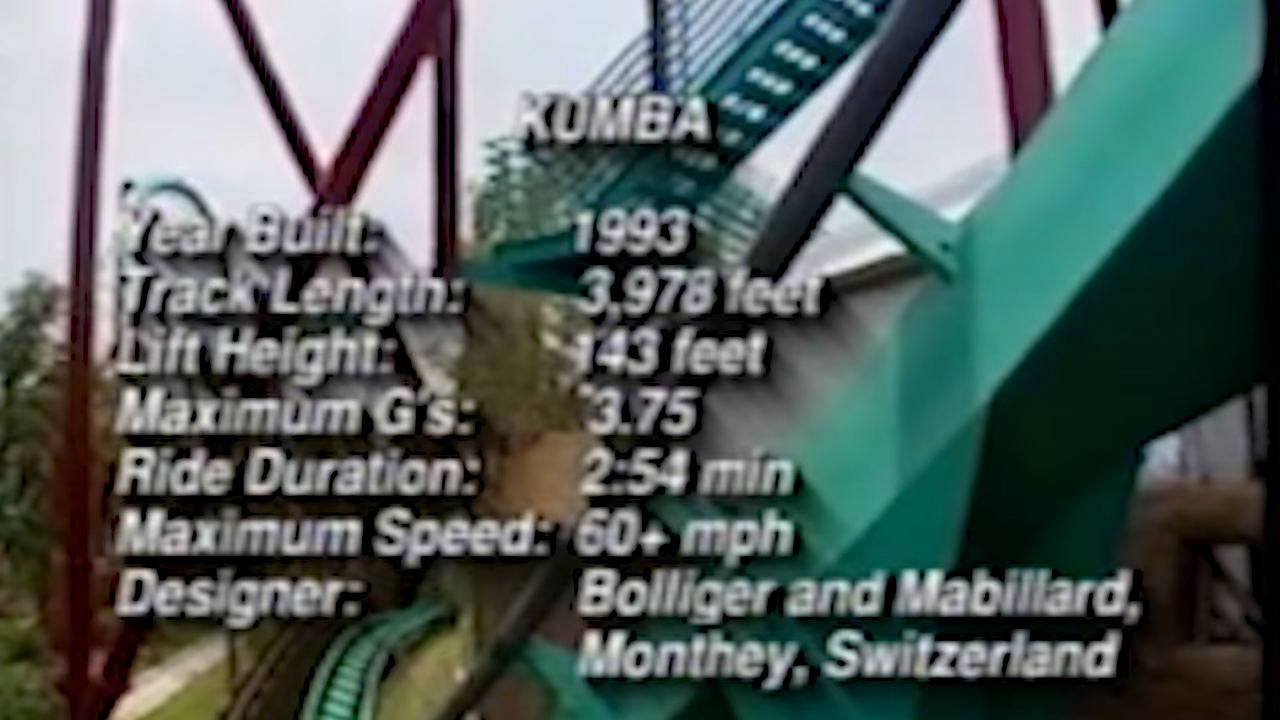 KUMBA
Year Built: 1993
Track Length: 3,978 feet
Lift Height: 143 feet
Maximum G's: 3.75
Ride Duration: 2:54 min
Maximum Speed: 60+ mph
Designer: Bolliger and Mabillard,
Monthey, Switzerland